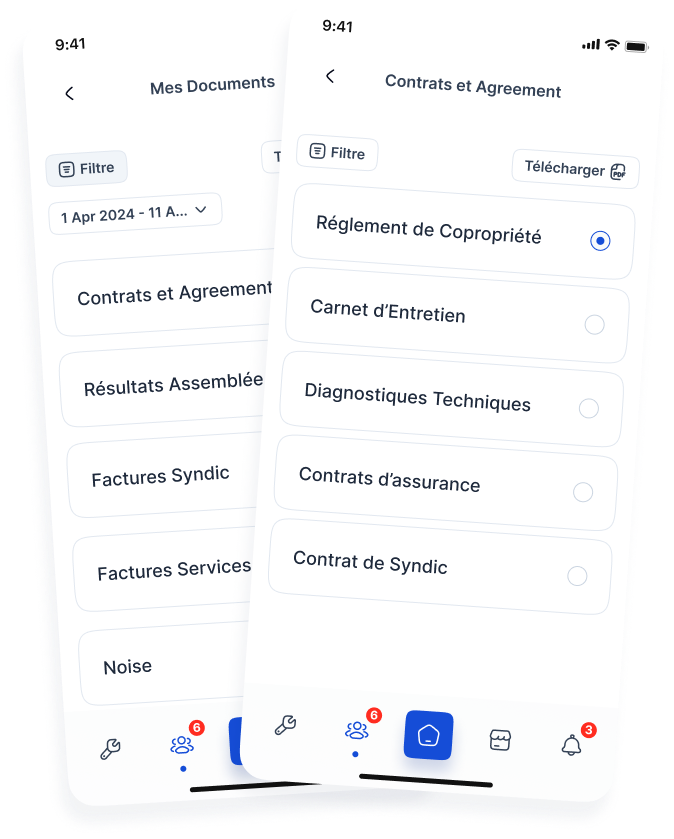 9:41
Mes Documents
Filtre
1 Apr 2024 - 11 A...
Contrats et Agreement
Résultats Assemblée
Factures Syndic
Factures Services
Noise
6
9:41
Contrats et Agreement
Filtre
Télécharger PDF
Réglement de Copropriété
Carnet d’Entretien
Diagnostiques Techniques
Contrats d’assurance
Contrat de Syndic
6
3